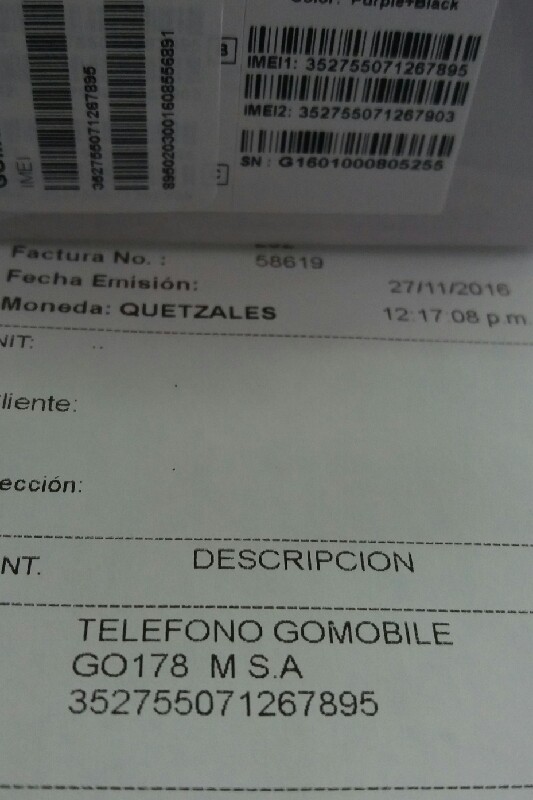 Color: Purple+Black
IMEI1: 352755071267895
IMEI2: 352755071267903
SN: G1601000805255
IMEI
352755071267895
8950203001608556891
Factura No. : 58619
Fecha Emisión: 27/11/2016
Moneda: QUETZALES 12:17:08 p.m.
NIT:
liente:
ección:
NT. DESCRIPCION
TELEFONO GOMOBILE
GO178 M S.A
352755071267895